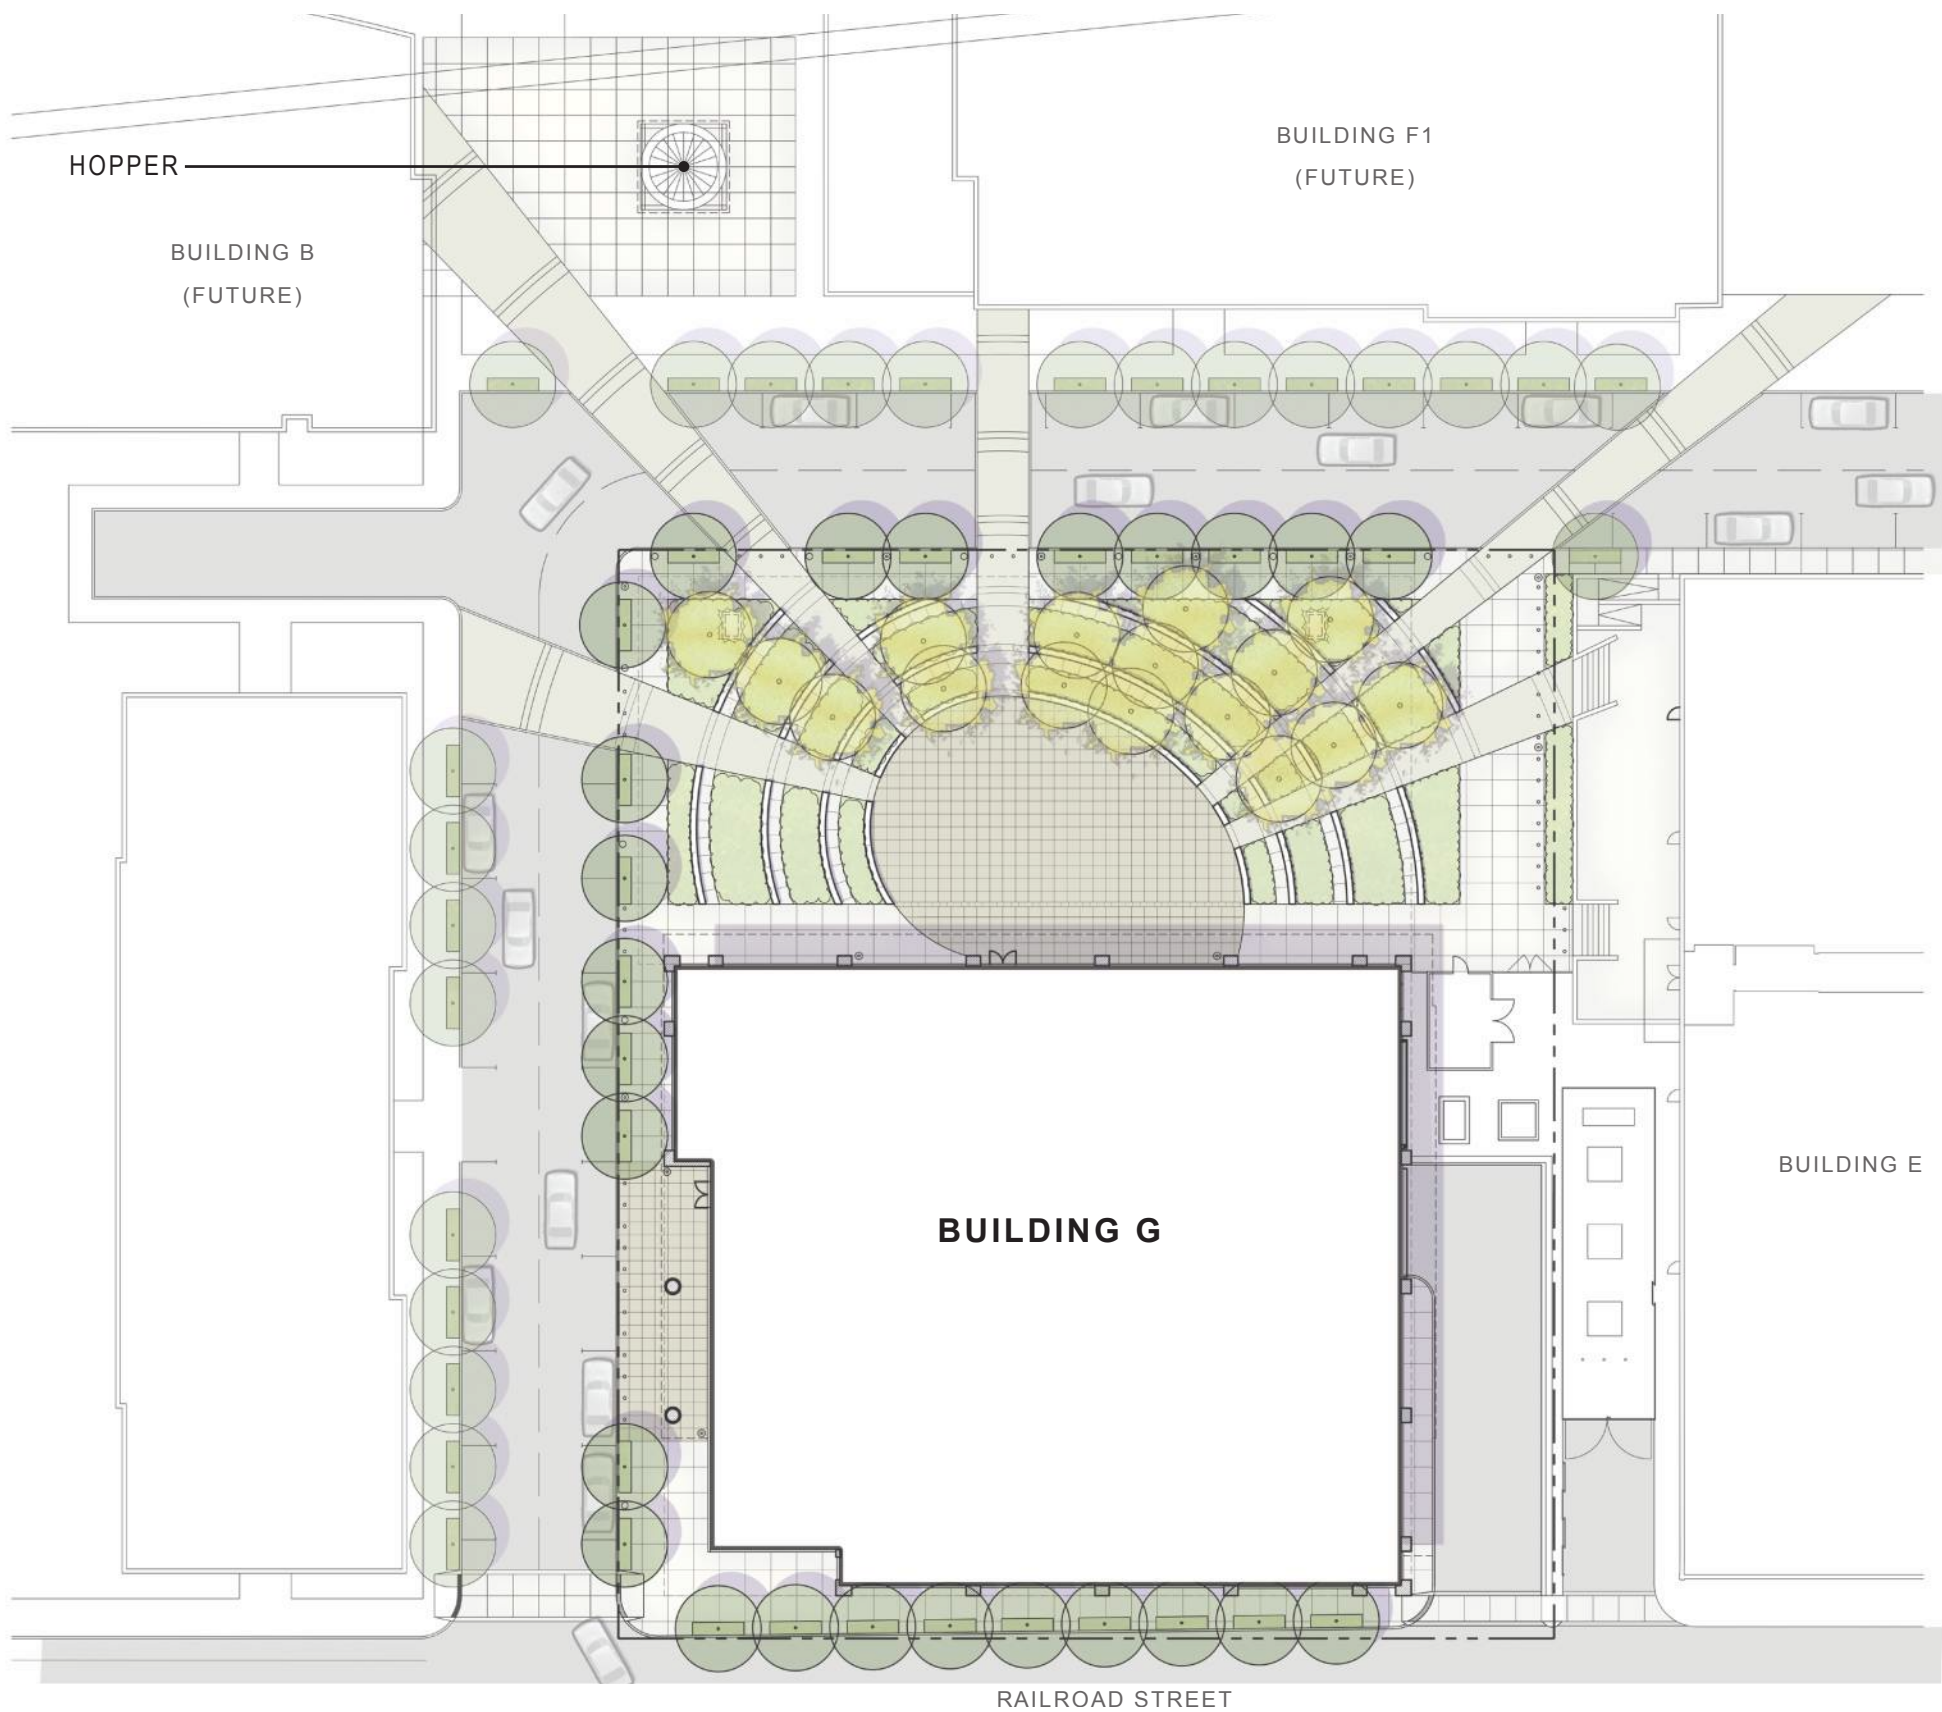 BUILDING F1
(FUTURE)
HOPPER
BUILDING B
(FUTURE)
BUILDING E
BUILDING G
RAILROAD STREET